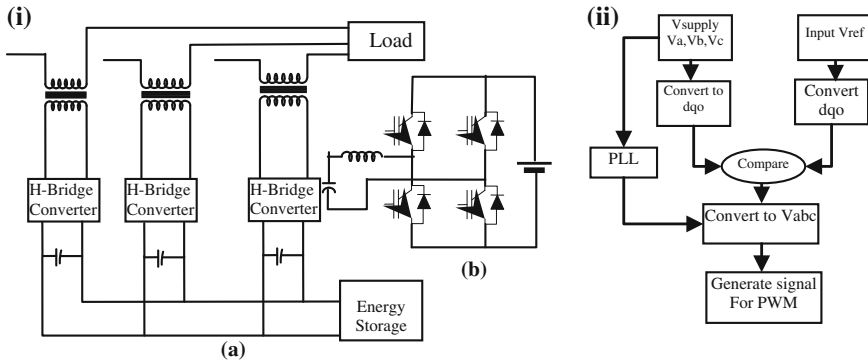 (i)
Load
H-Bridge
Converter
H-Bridge
Converter
H-Bridge
Converter
(b)
Energy
Storage
(a)
(ii)
Vsupply
Va,Vb,Vc
Input Vref
Convert to
dqo
Convert
dqo
PLL
Compare
Convert to Vabc
Generate signal
For PWM